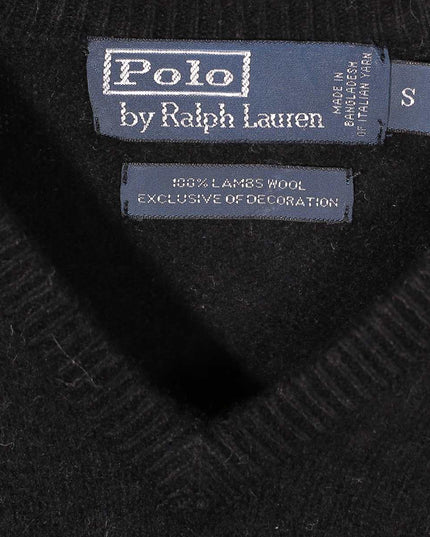 Polo
by Ralph Lauren
MADE IN
BANGLADESH
OF ITALIAN YARN
S
100% LAMBS WOOL
EXCLUSIVE OF DECORATION